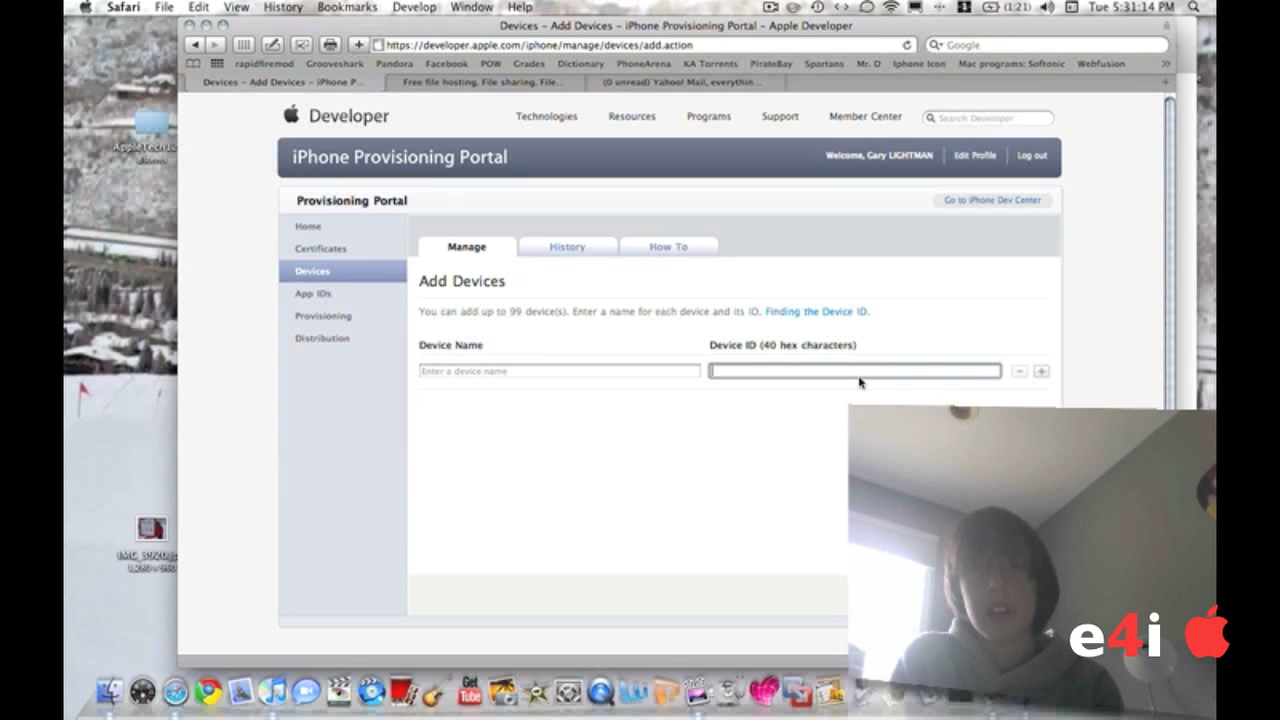 Safari File Edit View History Bookmarks Develop Window Help (1:21) Tue 5:31:14 PM
Devices – Add Devices – iPhone Provisioning Portal – Apple Developer
https://developer.apple.com/iphone/manage/devices/add.action Google
rapidfiremod Grooveshark Pandora Facebook POW Grades Dictionary PhoneArena KA Torrents PirateBay Spartans Mr. D Iphone Icon Mac programs: Softonic Webfusion
Devices – Add Devices – iPhone P... Free file hosting. File sharing. File... (0 unread) Yahoo! Mail, everythin...
Developer Technologies Resources Programs Support Member Center Search Developer
iPhone Provisioning Portal Welcome, Gary LIGHTMAN Edit Profile Log out
Provisioning Portal Go to iPhone Dev Center
Home
Certificates
Devices
App IDs
Provisioning
Distribution
Manage History How To
Add Devices
You can add up to 99 device(s). Enter a name for each device and its ID. Finding the Device ID.
Device Name Device ID (40 hex characters)
Enter a device name
Get
Tube
e4i